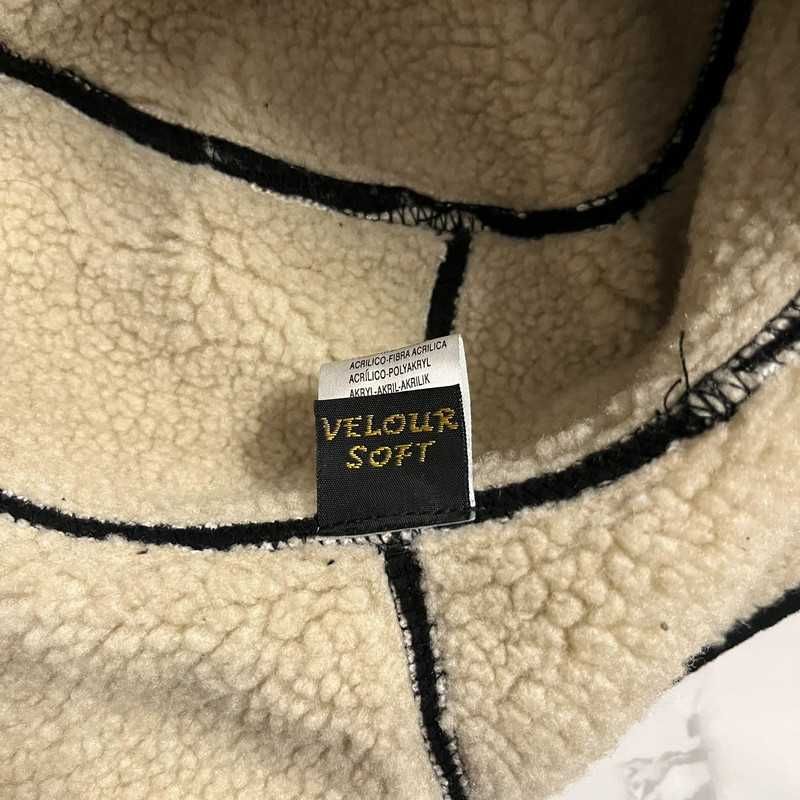 ACRILICO-FIBRA ACRILICA
ACRÍLICO-POLYAKRYL
AKRYL-AKRIL-AKRILIK
VELOUR
SOFT